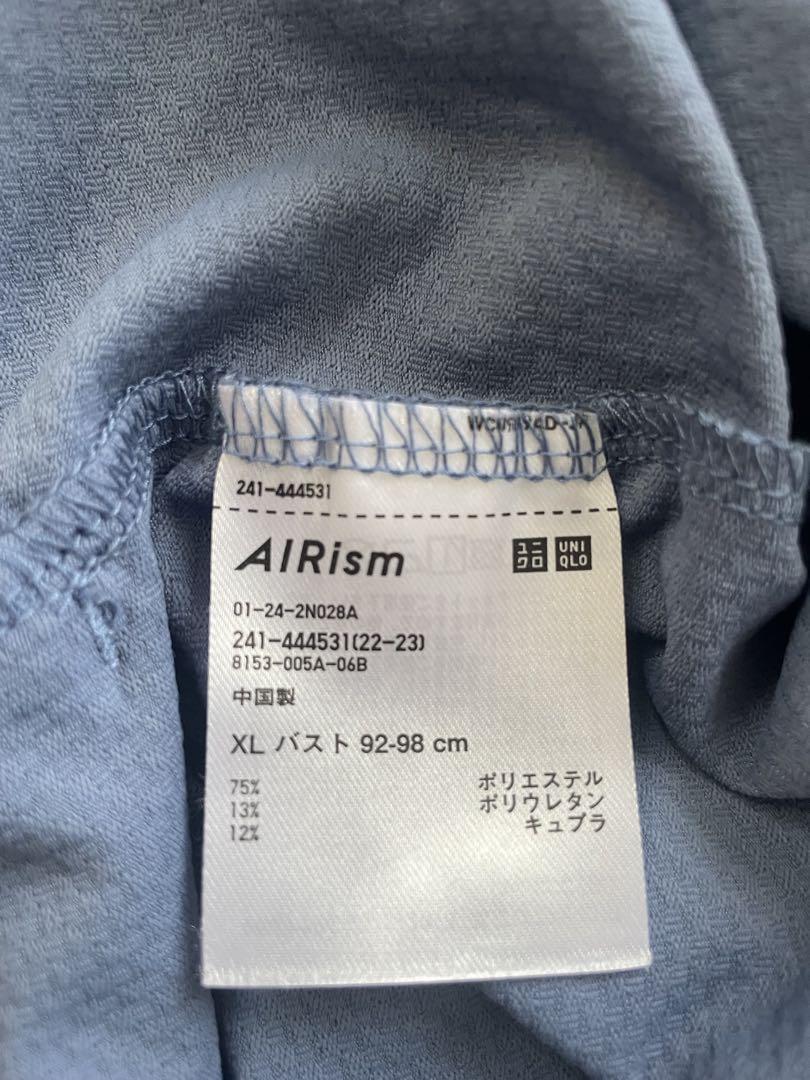 241-444531
AIRism ユニクロ UNIQLO
01-24-2N028A
241-444531(22-23)
8153-005A-06B
中国製
XL バスト 92-98 cm
75% ポリエステル
13% ポリウレタン
12% キュプラ